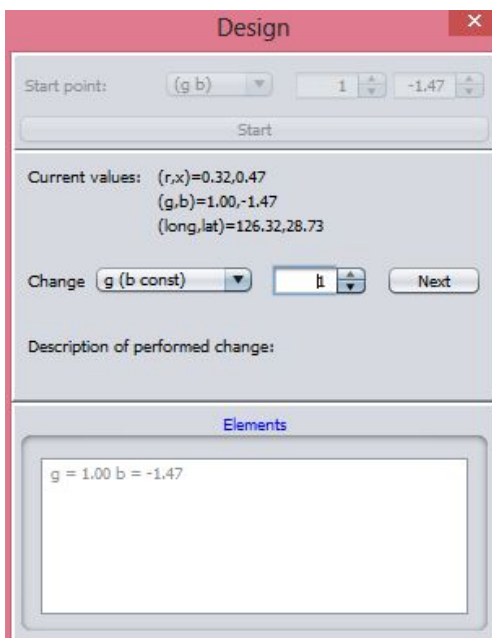 Design
Start point: (g b) 1 -1.47
Start
Current values: (r,x)=0.32,0.47
(g,b)=1.00,-1.47
(long,lat)=126.32,28.73
Change g (b const) 1 Next
Description of performed change:
Elements
g = 1.00 b = -1.47